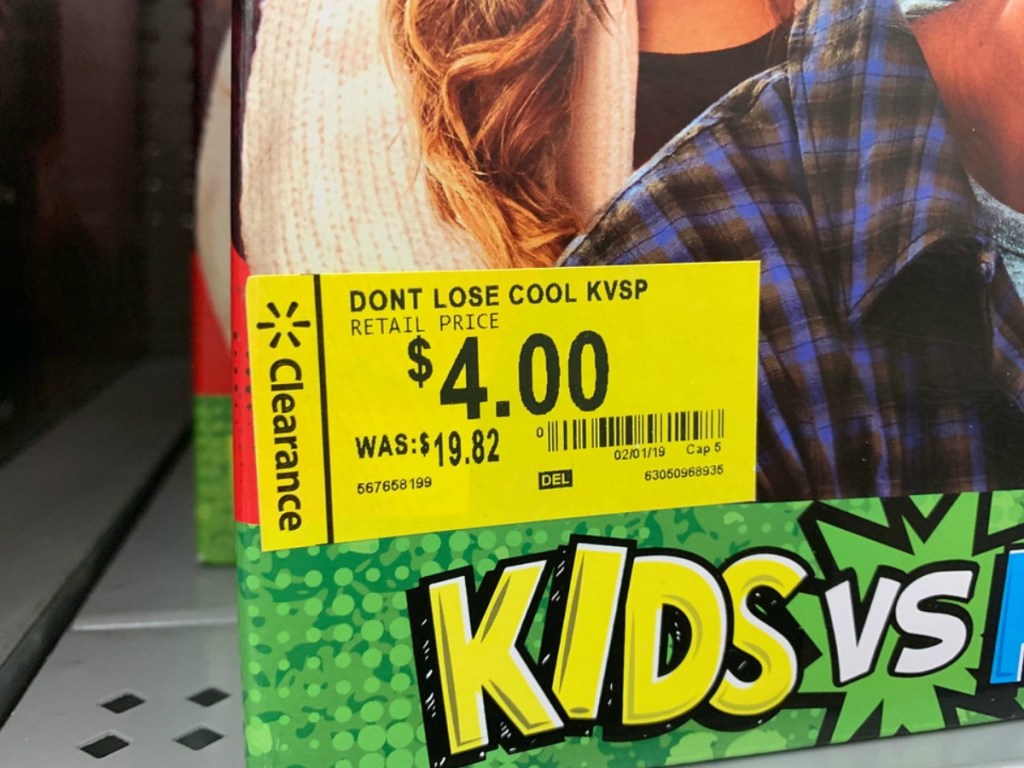 Clearance
DONT LOSE COOL KVSP
RETAIL PRICE
$4.00
WAS:$19.82
0
02/01/19 Cap 5
567658199
DEL
63050968935
KIDS VS